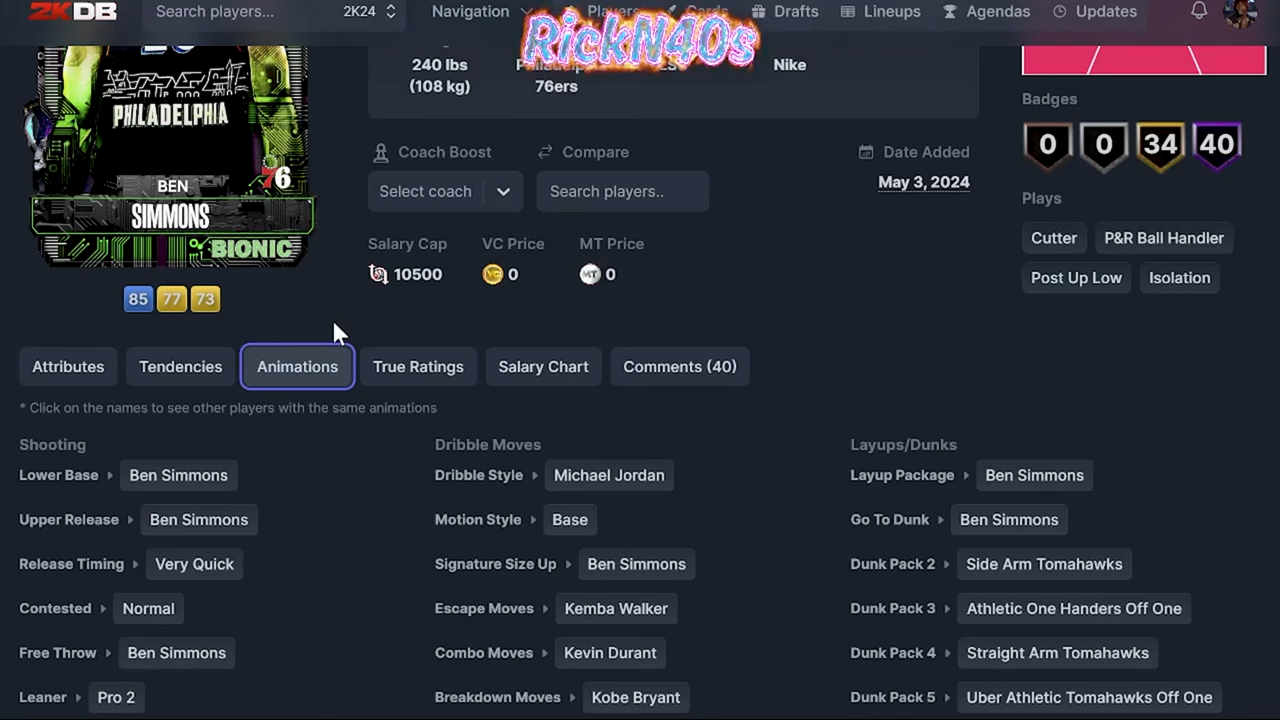 2KDB
Search players...
2K24
Navigation
Players
Cards
Drafts
Lineups
Agendas
Updates
RickN40s
240 lbs
(108 kg)
76ers
Nike
PHILADELPHIA
76
BEN
SIMMONS
BIONIC
85 77 73
Coach Boost
Select coach
Compare
Search players..
Date Added
May 3, 2024
Salary Cap
10500
VC Price
VC 0
MT Price
MT 0
Badges
0 0 34 40
Plays
Cutter
P&R Ball Handler
Post Up Low
Isolation
Attributes
Tendencies
Animations
True Ratings
Salary Chart
Comments (40)
* Click on the names to see other players with the same animations
Shooting
Lower Base Ben Simmons
Upper Release Ben Simmons
Release Timing Very Quick
Contested Normal
Free Throw Ben Simmons
Leaner Pro 2
Dribble Moves
Dribble Style Michael Jordan
Motion Style Base
Signature Size Up Ben Simmons
Escape Moves Kemba Walker
Combo Moves Kevin Durant
Breakdown Moves Kobe Bryant
Layups/Dunks
Layup Package Ben Simmons
Go To Dunk Ben Simmons
Dunk Pack 2 Side Arm Tomahawks
Dunk Pack 3 Athletic One Handers Off One
Dunk Pack 4 Straight Arm Tomahawks
Dunk Pack 5 Uber Athletic Tomahawks Off One